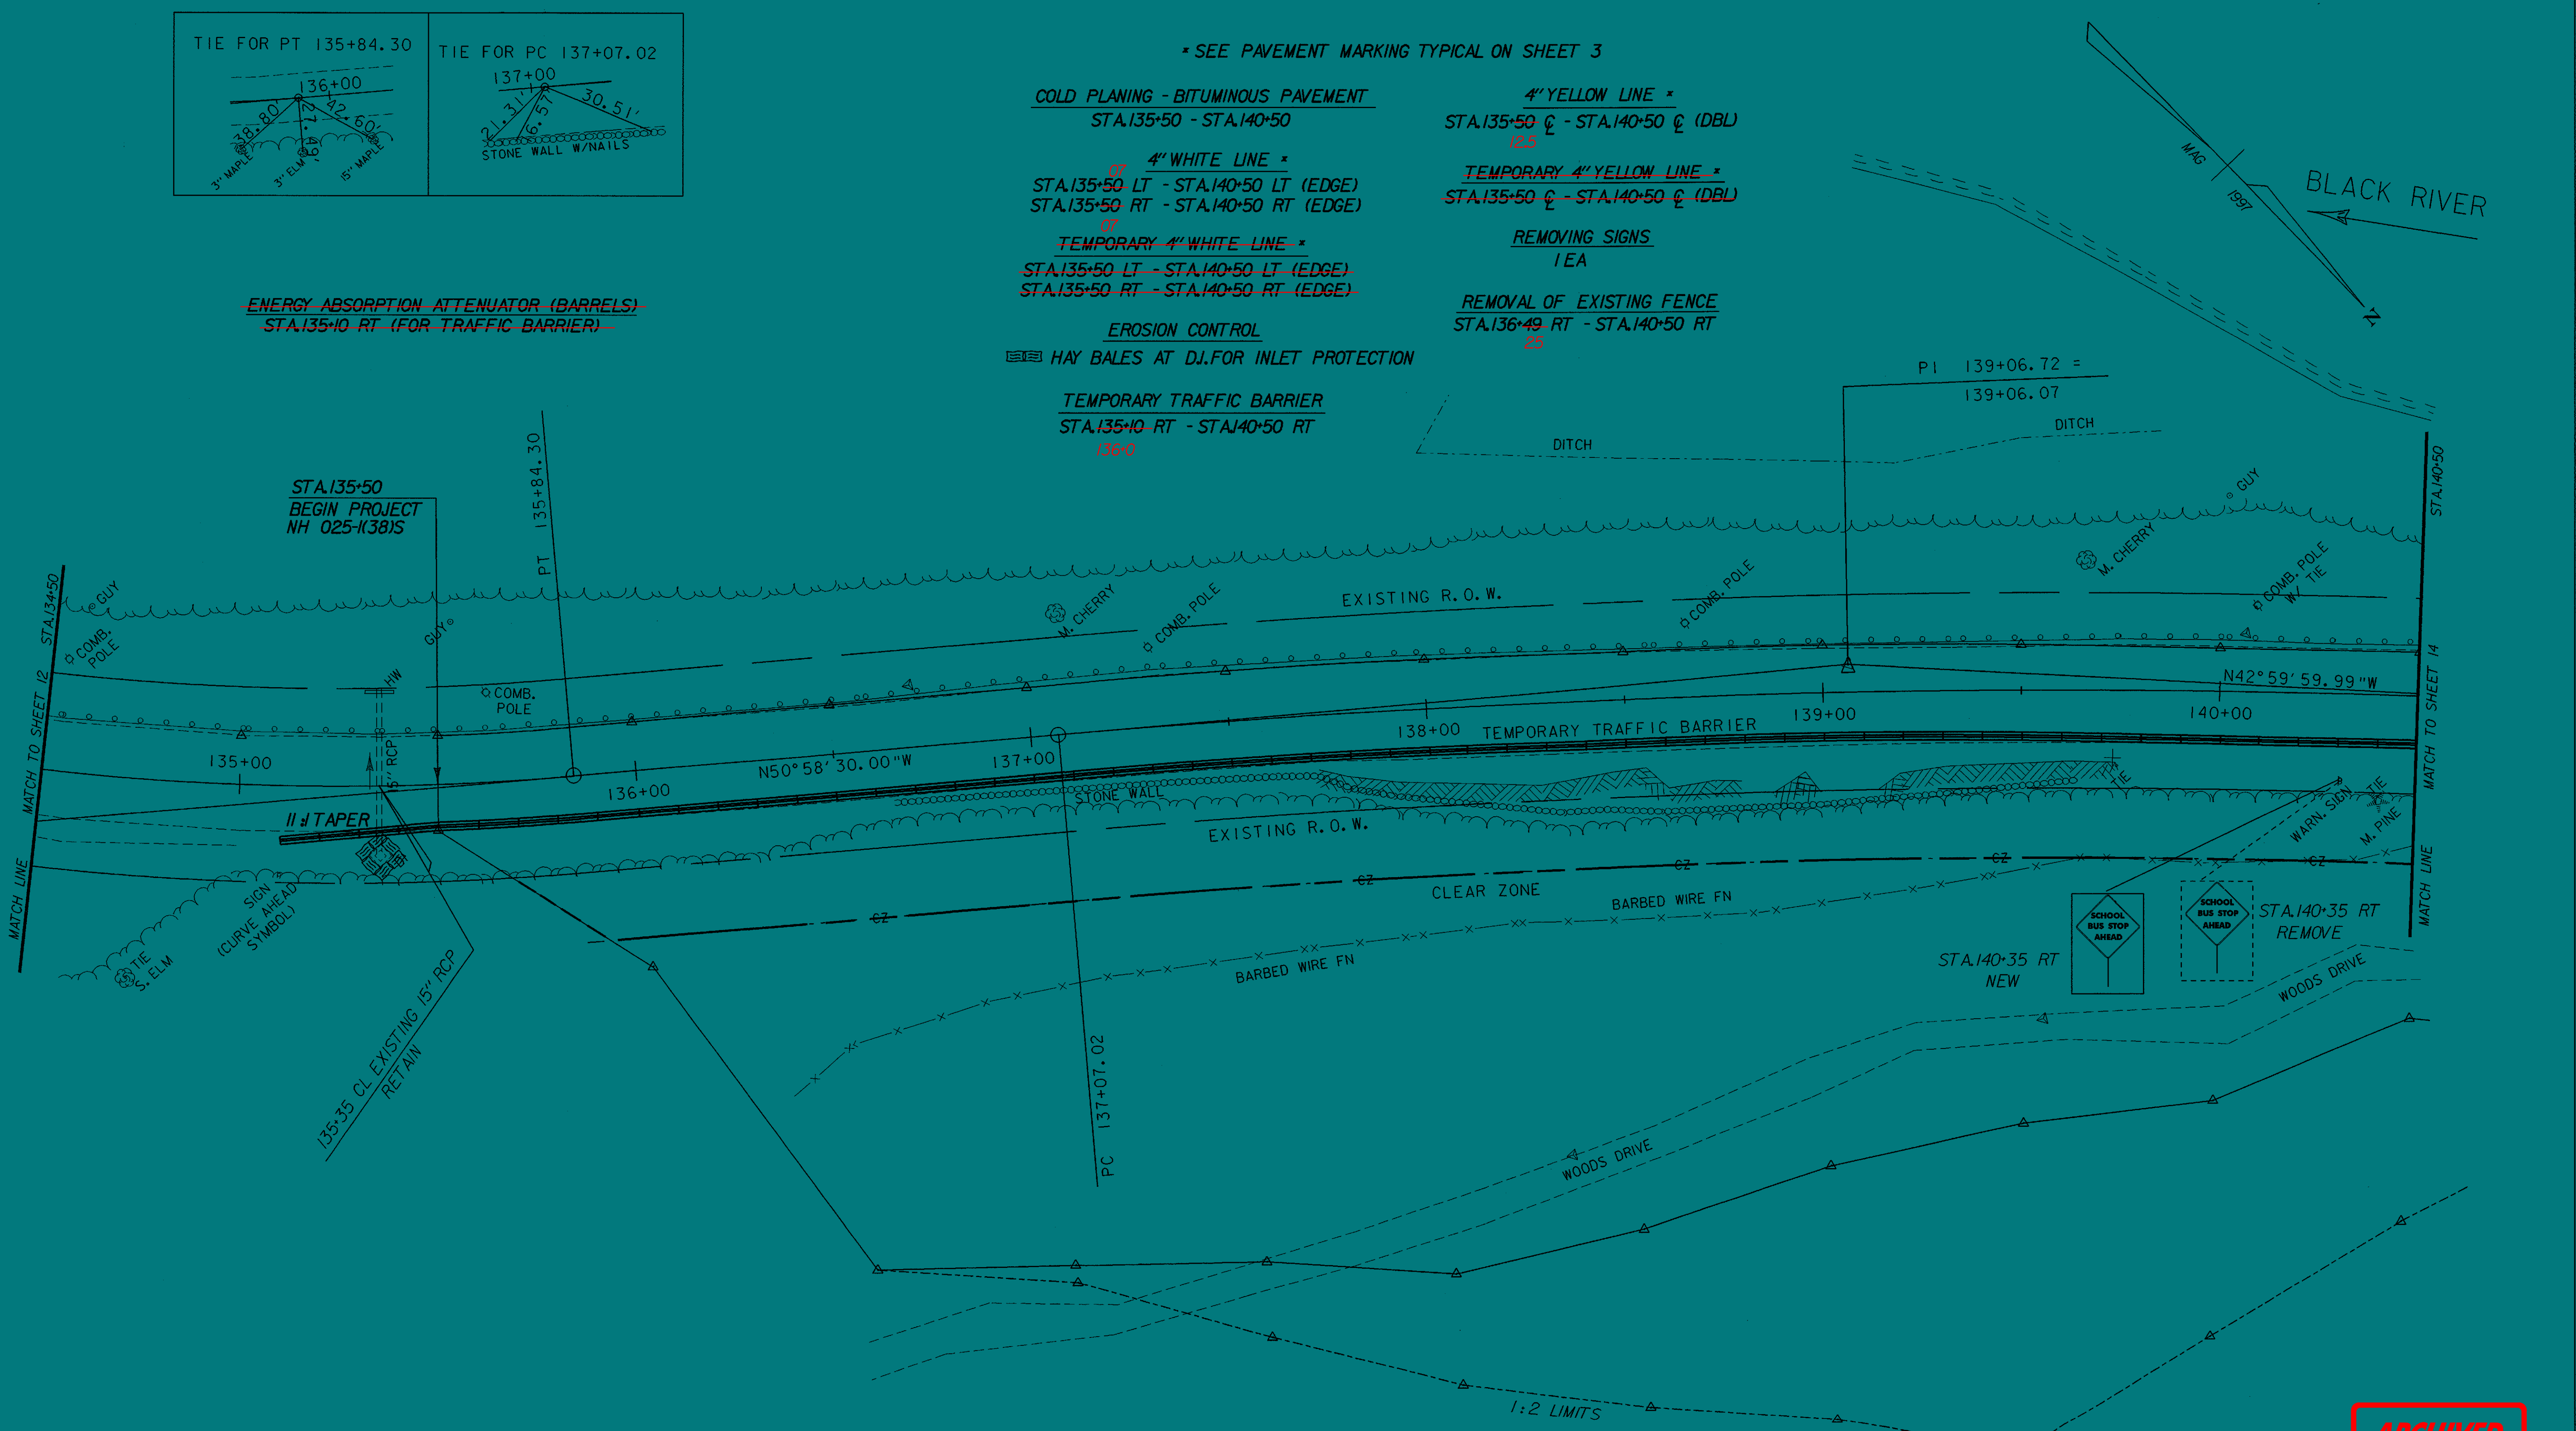 TIE FOR PT 135+84.30
136+00
38.80'
27.49'
42.60'
3" MAPLE
3" ELM
15" MAPLE
TIE FOR PC 137+07.02
137+00
21.31'
16.57'
30.51'
STONE WALL W/NAILS
* SEE PAVEMENT MARKING TYPICAL ON SHEET 3
COLD PLANING - BITUMINOUS PAVEMENT
STA.135+50 - STA.140+50
4" WHITE LINE *
07
STA.135+50 LT - STA.140+50 LT (EDGE)
STA.135+50 RT - STA.140+50 RT (EDGE)
07
TEMPORARY 4" WHITE LINE *
STA.135+50 LT - STA.140+50 LT (EDGE)
STA.135+50 RT - STA.140+50 RT (EDGE)
EROSION CONTROL
HAY BALES AT D.I. FOR INLET PROTECTION
TEMPORARY TRAFFIC BARRIER
STA.135+10 RT - STA.140+50 RT
136+0
4" YELLOW LINE *
STA.135+50 ℄ - STA.140+50 ℄ (DBL)
12.5
TEMPORARY 4" YELLOW LINE *
STA.135+50 ℄ - STA.140+50 ℄ (DBL)
REMOVING SIGNS
1 EA
REMOVAL OF EXISTING FENCE
STA.136+49 RT - STA.140+50 RT
25
ENERGY ABSORPTION ATTENUATOR (BARRELS)
STA.135+10 RT (FOR TRAFFIC BARRIER)
MAG
1997
N
BLACK RIVER
PI 139+06.72 =
139+06.07
DITCH
DITCH
STA.135+50
BEGIN PROJECT
NH 025-1(38)S
PT 135+84.30
STA.134+50
MATCH TO SHEET 12
MATCH LINE
GUY
COMB.
POLE
GUY
HW
15" RCP
COMB.
POLE
M. CHERRY
COMB. POLE
EXISTING R.O.W.
COMB. POLE
M. CHERRY
GUY
COMB. POLE
W/ TIE
STA.140+50
MATCH TO SHEET 14
MATCH LINE
N42°59'59.99"W
135+00
136+00
N50°58'30.00"W
137+00
138+00
TEMPORARY TRAFFIC BARRIER
139+00
140+00
11:1 TAPER
STONE WALL
EXISTING R.O.W.
TIE
WARN. SIGN
TIE
M. PINE
CZ
CZ
CZ
CZ
CZ
CLEAR ZONE
BARBED WIRE FN
BARBED WIRE FN
SIGN
(CURVE AHEAD
SYMBOL)
TIE
S. ELM
135+35 CL EXISTING 15" RCP
RETAIN
PC 137+07.02
STA.140+35 RT
NEW
SCHOOL
BUS STOP
AHEAD
SCHOOL
BUS STOP
AHEAD
STA.140+35 RT
REMOVE
WOODS DRIVE
WOODS DRIVE
1:2 LIMITS
ARCHIVED